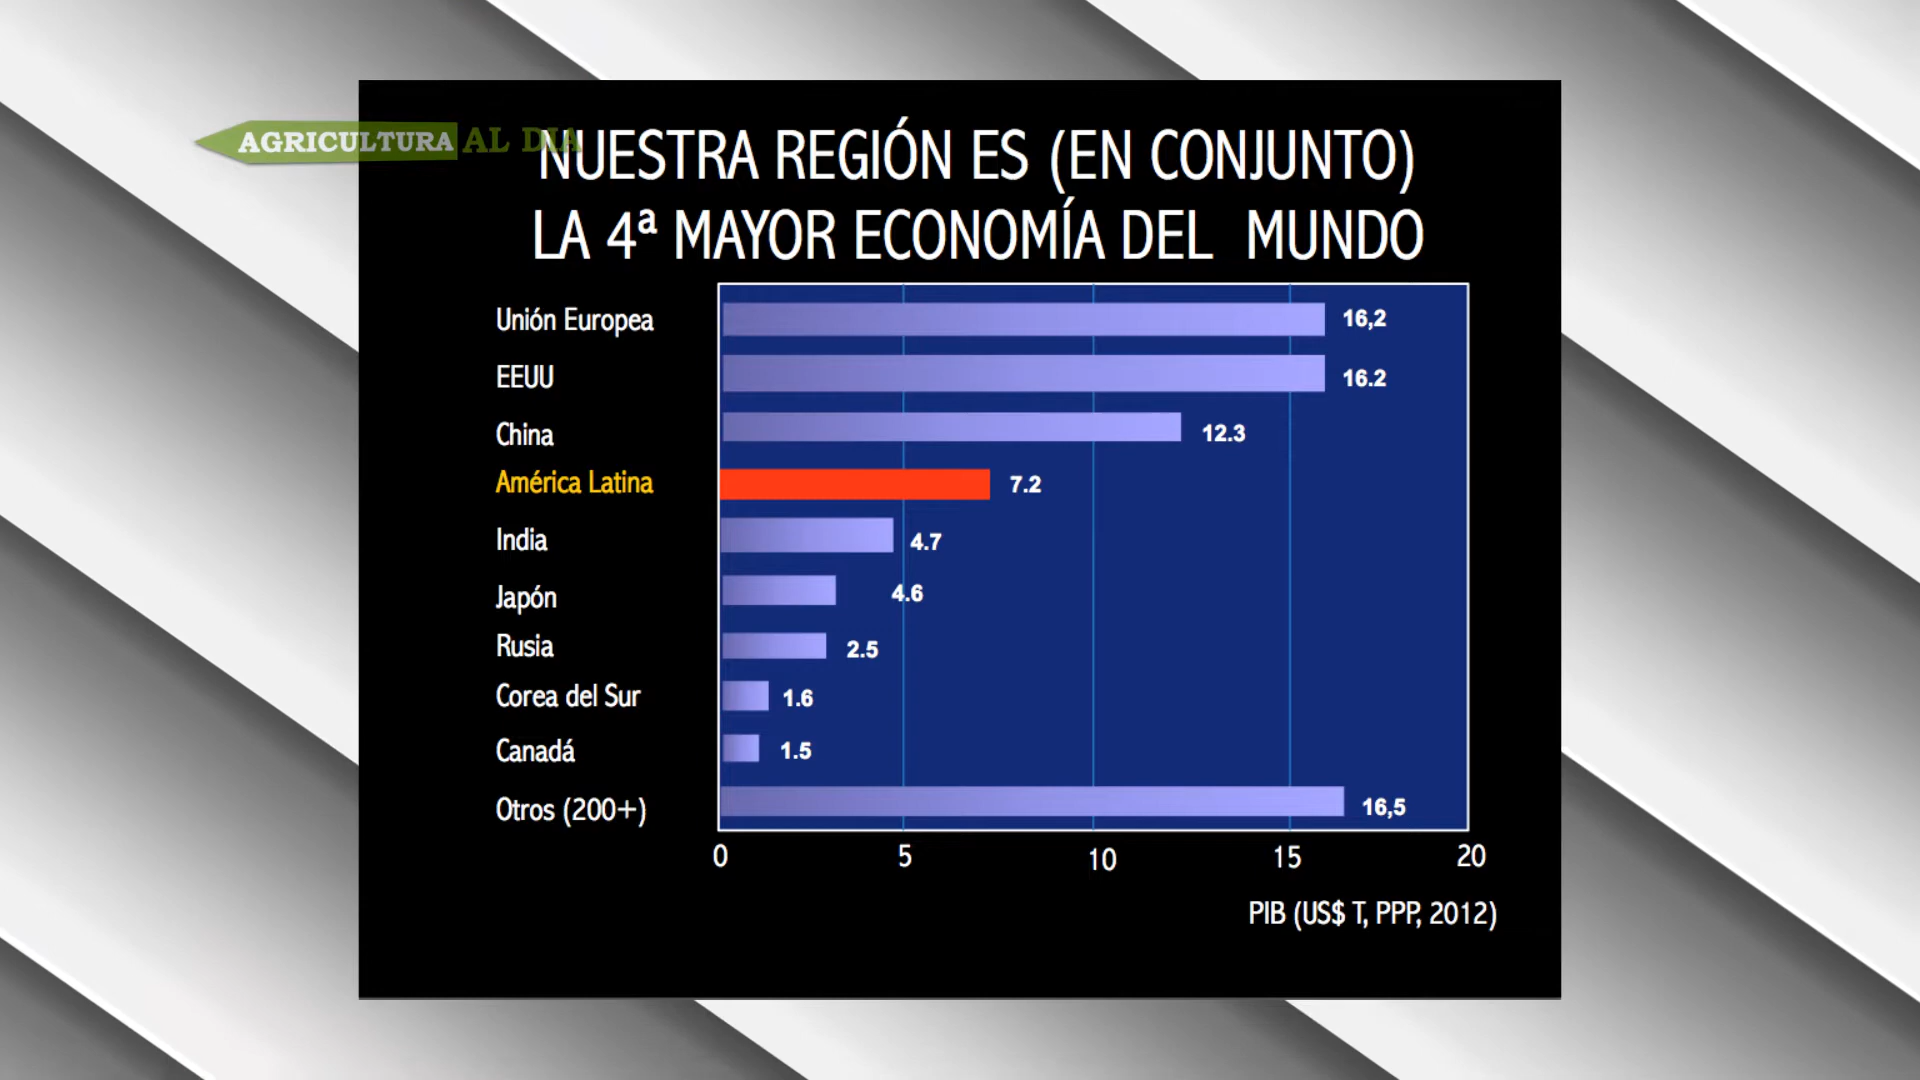 AGRICULTURA AL DIA
NUESTRA REGIÓN ES (EN CONJUNTO)
LA 4ª MAYOR ECONOMÍA DEL MUNDO
Unión Europea 16,2
EEUU 16.2
China 12.3
América Latina 7.2
India 4.7
Japón 4.6
Rusia 2.5
Corea del Sur 1.6
Canadá 1.5
Otros (200+) 16,5
0 5 10 15 20
PIB (US$ T, PPP, 2012)